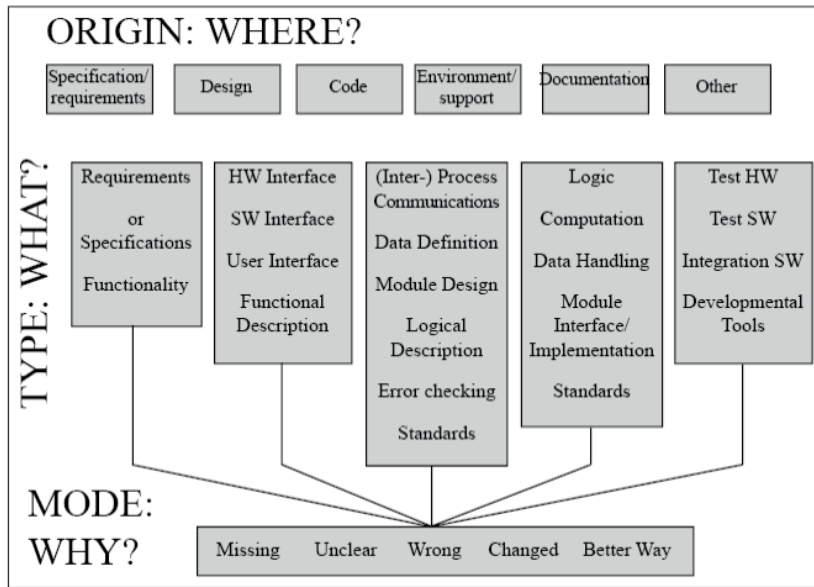 ORIGIN: WHERE?
Specification/
requirements
Design
Code
Environment/
support
Documentation
Other
TYPE: WHAT?
Requirements
or
Specifications
Functionality
HW Interface
SW Interface
User Interface
Functional
Description
(Inter-) Process
Communications
Data Definition
Module Design
Logical
Description
Error checking
Standards
Logic
Computation
Data Handling
Module
Interface/
Implementation
Standards
Test HW
Test SW
Integration SW
Developmental
Tools
MODE:
WHY?
Missing Unclear Wrong Changed Better Way